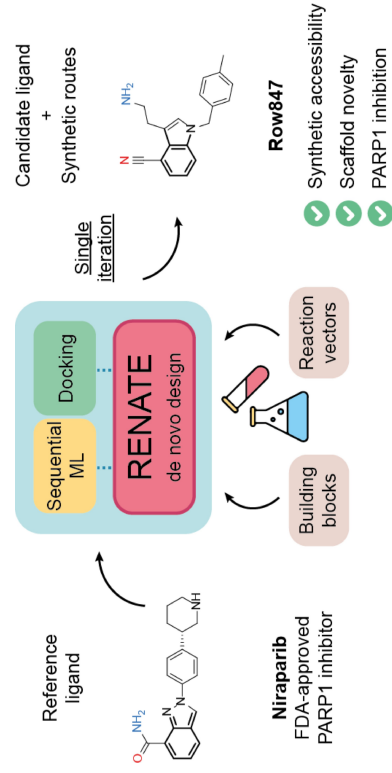 Reference
ligand
O
NH₂
N
N
NH
Niraparib
FDA-approved
PARP1 inhibitor
Sequential
ML
Docking
RENATE
de novo design
Building
blocks
Reaction
vectors
Single
iteration
Candidate ligand
+
Synthetic routes
N
NH₂
N
Row847
Synthetic accessibility
Scaffold novelty
PARP1 inhibition